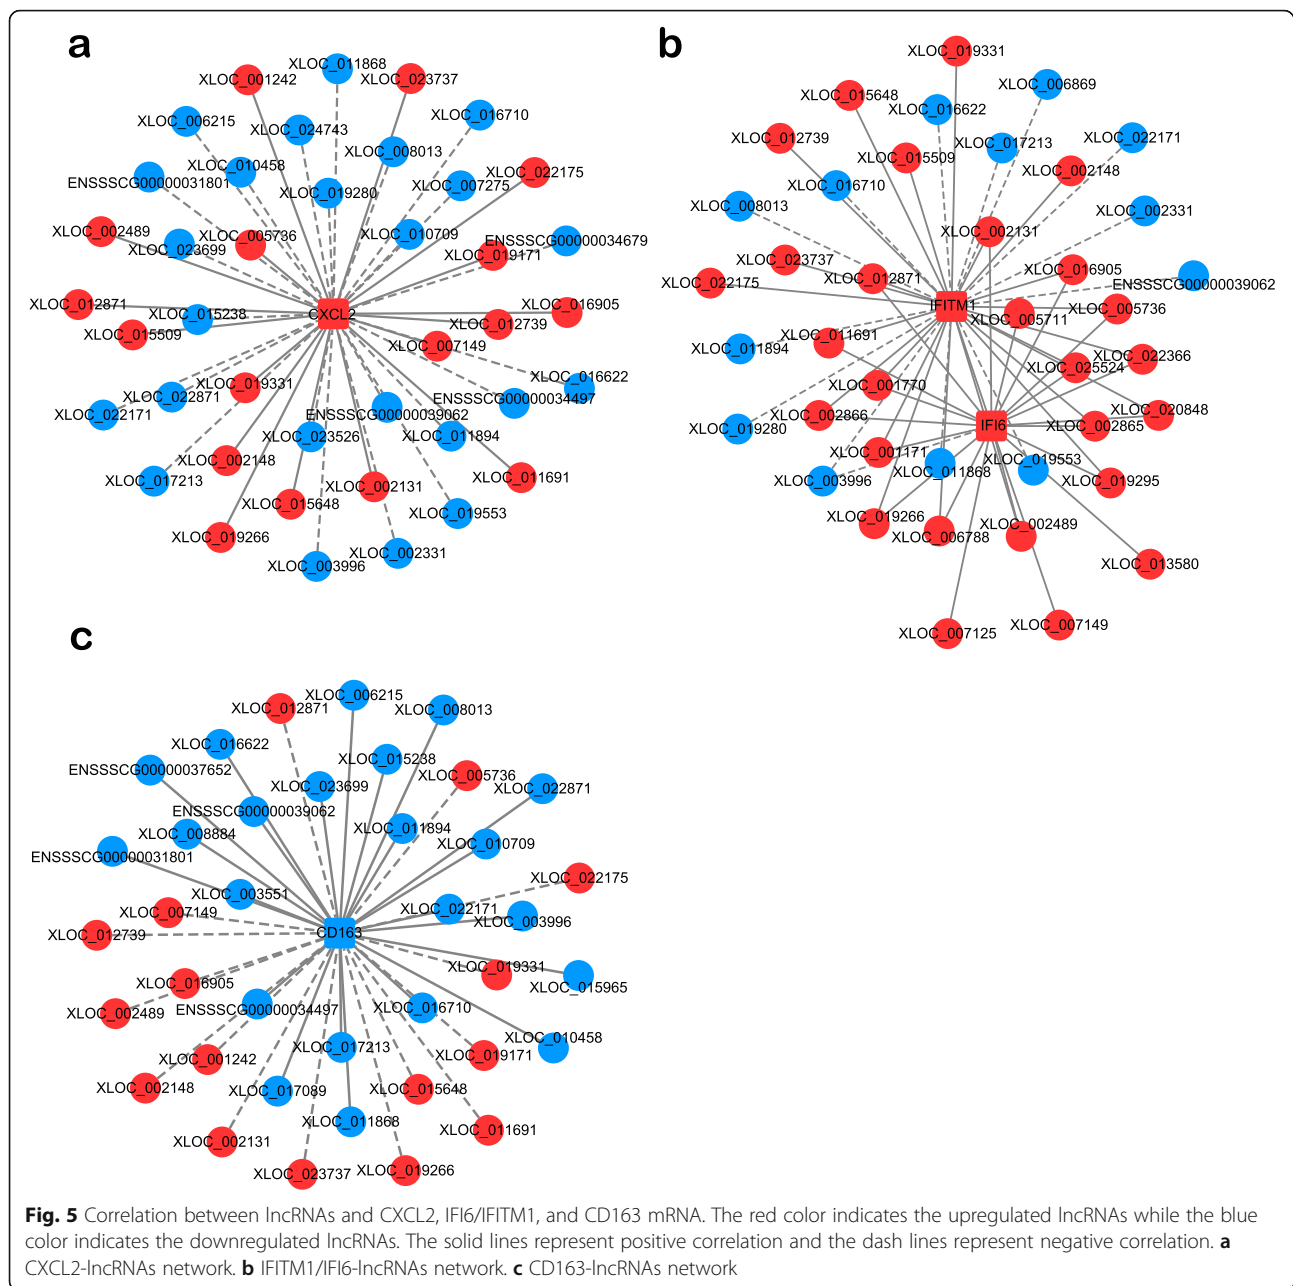 a
XLOC_011868
XLOC_001242
XLOC_023737
XLOC_006215
XLOC_024743
XLOC_016710
XLOC_008013
XLOC_010458
ENSSSCG00000031801
XLOC_019280
XLOC_007275
XLOC_022175
XLOC_002489
XLOC_023699
XLOC_005736
XLOC_010709
ENSSSCG00000034679
XLOC_019171
XLOC_012871
XLOC_015238
XLOC_015509
CXCL2
XLOC_016905
XLOC_012739
XLOC_007149
XLOC_016622
XLOC_019331
XLOC_022871
XLOC_022171
ENSSSCG00000039062
ENSSSCG00000034497
XLOC_023526
XLOC_011894
XLOC_002148
XLOC_017213
XLOC_002131
XLOC_011691
XLOC_015648
XLOC_019553
XLOC_019266
XLOC_003996
XLOC_002331
b
XLOC_019331
XLOC_006869
XLOC_015648
XLOC_016622
XLOC_012739
XLOC_015509
XLOC_017213
XLOC_022171
XLOC_002148
XLOC_016710
XLOC_008013
XLOC_002331
XLOC_002131
XLOC_023737
XLOC_012871
XLOC_016905
XLOC_022175
ENSSSCG00000039062
IFITM1
XLOC_005711
XLOC_005736
XLOC_011691
XLOC_011894
XLOC_022366
XLOC_025524
XLOC_001770
XLOC_002866
XLOC_020848
XLOC_019280
IFI6
XLOC_002865
XLOC_001171
XLOC_011868
XLOC_019553
XLOC_003996
XLOC_019295
XLOC_019266
XLOC_006788
XLOC_002489
XLOC_013580
XLOC_007125
XLOC_007149
c
XLOC_006215
XLOC_012871
XLOC_008013
XLOC_016622
ENSSSCG00000037652
XLOC_015238
XLOC_023699
XLOC_005736
XLOC_022871
ENSSSCG00000039062
XLOC_008884
XLOC_011894
XLOC_010709
ENSSSCG00000031801
XLOC_022175
XLOC_003551
XLOC_007149
XLOC_022171
XLOC_003996
XLOC_012739
CD163
XLOC_019331
XLOC_015965
XLOC_016905
XLOC_002489
ENSSSCG00000034497
XLOC_016710
XLOC_010458
XLOC_017213
XLOC_001242
XLOC_019171
XLOC_002148
XLOC_017089
XLOC_015648
XLOC_011868
XLOC_011691
XLOC_002131
XLOC_023737
XLOC_019266
Fig. 5 Correlation between lncRNAs and CXCL2, IFI6/IFITM1, and CD163 mRNA. The red color indicates the upregulated lncRNAs while the blue
color indicates the downregulated lncRNAs. The solid lines represent positive correlation and the dash lines represent negative correlation. a
CXCL2-lncRNAs network. b IFITM1/IFI6-lncRNAs network. c CD163-lncRNAs network